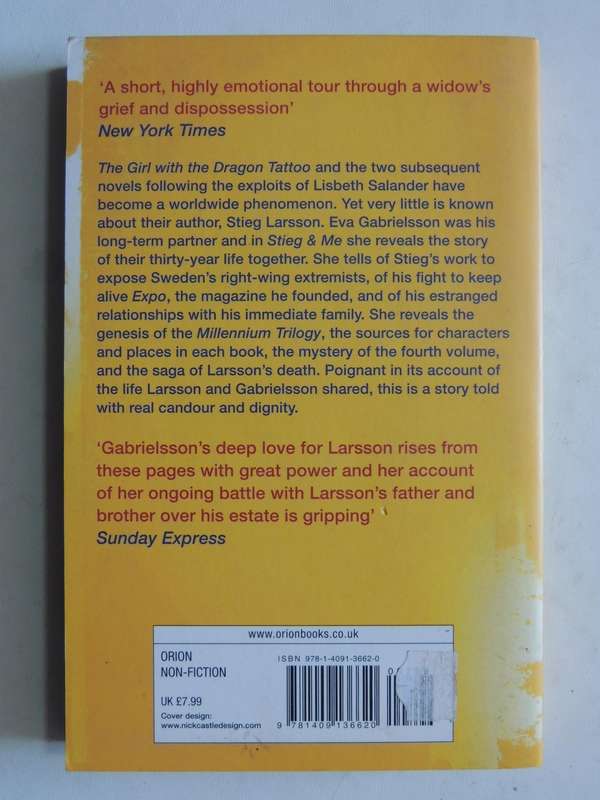 ‘A short, highly emotional tour through a widow’s
grief and dispossession’
New York Times
The Girl with the Dragon Tattoo and the two subsequent
novels following the exploits of Lisbeth Salander have
become a worldwide phenomenon. Yet very little is known
about their author, Stieg Larsson. Eva Gabrielsson was his
long-term partner and in Stieg & Me she reveals the story
of their thirty-year life together. She tells of Stieg’s work to
expose Sweden’s right-wing extremists, of his fight to keep
alive Expo, the magazine he founded, and of his estranged
relationships with his immediate family. She reveals the
genesis of the Millennium Trilogy, the sources for characters
and places in each book, the mystery of the fourth volume,
and the saga of Larsson’s death. Poignant in its account of
the life Larsson and Gabrielsson shared, this is a story told
with real candour and dignity.
‘Gabrielsson’s deep love for Larsson rises from
these pages with great power and her account
of her ongoing battle with Larsson’s father and
brother over his estate is gripping’
Sunday Express
www.orionbooks.co.uk
ORION
NON-FICTION
UK £7.99
Cover design:
www.nickcastledesign.com
ISBN 978-1-4091-3662-0
9 781409 136620